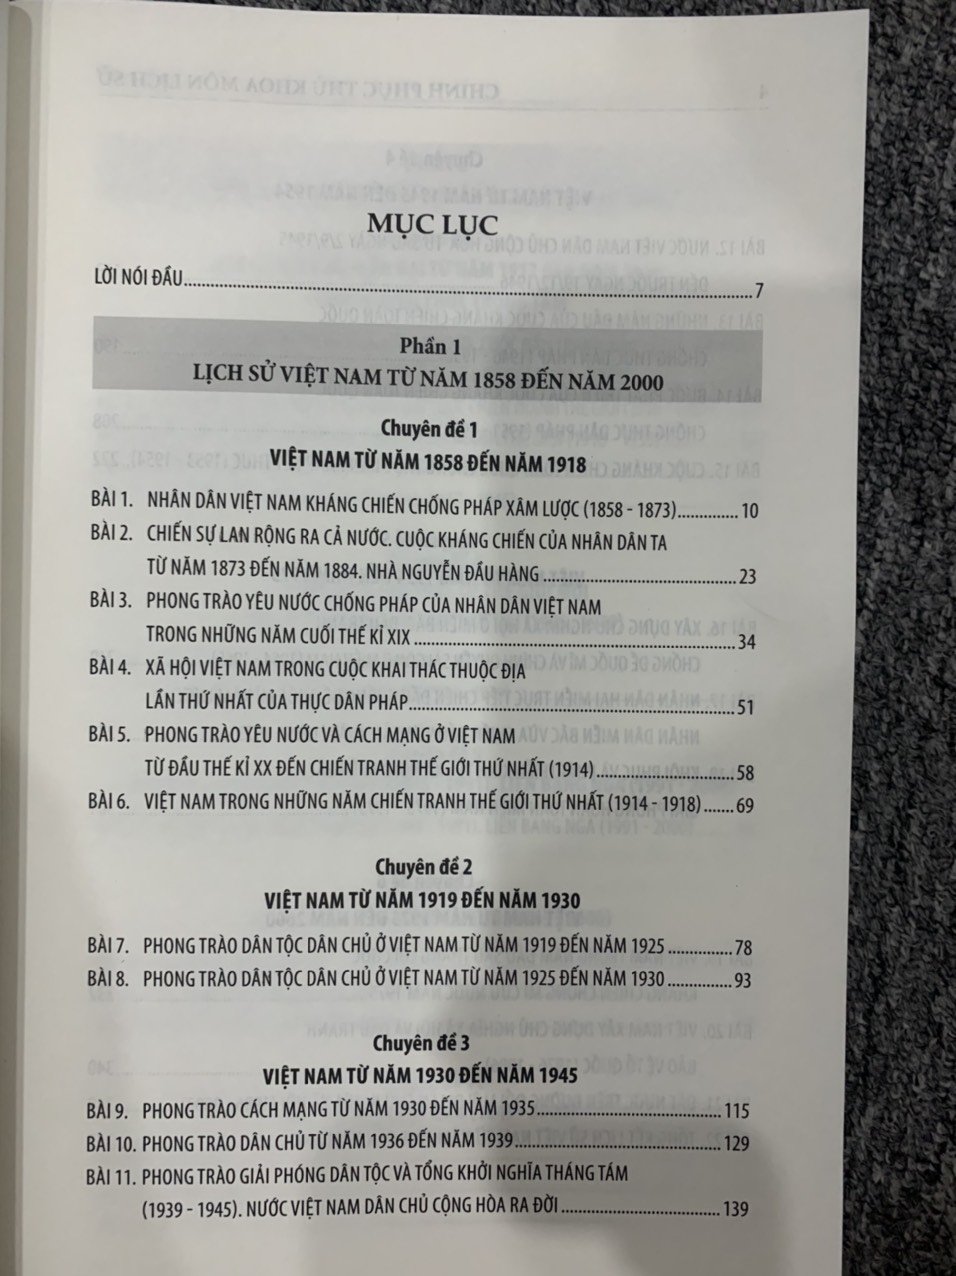 MỤC LỤC
LỜI NÓI ĐẦU.....7
Phần 1
LỊCH SỬ VIỆT NAM TỪ NĂM 1858 ĐẾN NĂM 2000
Chuyên đề 1
VIỆT NAM TỪ NĂM 1858 ĐẾN NĂM 1918
BÀI 1. NHÂN DÂN VIỆT NAM KHÁNG CHIẾN CHỐNG PHÁP XÂM LƯỢC (1858 - 1873)..............10
BÀI 2. CHIẾN SỰ LAN RỘNG RA CẢ NƯỚC. CUỘC KHÁNG CHIẾN CỦA NHÂN DÂN TA
TỪ NĂM 1873 ĐẾN NĂM 1884. NHÀ NGUYỄN ĐẦU HÀNG.....23
BÀI 3. PHONG TRÀO YÊU NƯỚC CHỐNG PHÁP CỦA NHÂN DÂN VIỆT NAM
TRONG NHỮNG NĂM CUỐI THẾ KỈ XIX.....34
BÀI 4. XÃ HỘI VIỆT NAM TRONG CUỘC KHAI THÁC THUỘC ĐỊA
LẦN THỨ NHẤT CỦA THỰC DÂN PHÁP.....51
BÀI 5. PHONG TRÀO YÊU NƯỚC VÀ CÁCH MẠNG Ở VIỆT NAM
TỪ ĐẦU THẾ KỈ XX ĐẾN CHIẾN TRANH THẾ GIỚI THỨ NHẤT (1914).....58
BÀI 6. VIỆT NAM TRONG NHỮNG NĂM CHIẾN TRANH THẾ GIỚI THỨ NHẤT (1914 - 1918).......69
Chuyên đề 2
VIỆT NAM TỪ NĂM 1919 ĐẾN NĂM 1930
BÀI 7. PHONG TRÀO DÂN TỘC DÂN CHỦ Ở VIỆT NAM TỪ NĂM 1919 ĐẾN NĂM 1925...............78
BÀI 8. PHONG TRÀO DÂN TỘC DÂN CHỦ Ở VIỆT NAM TỪ NĂM 1925 ĐẾN NĂM 1930...............93
Chuyên đề 3
VIỆT NAM TỪ NĂM 1930 ĐẾN NĂM 1945
BÀI 9. PHONG TRÀO CÁCH MẠNG TỪ NĂM 1930 ĐẾN NĂM 1935.....115
BÀI 10. PHONG TRÀO DÂN CHỦ TỪ NĂM 1936 ĐẾN NĂM 1939.....129
BÀI 11. PHONG TRÀO GIẢI PHÓNG DÂN TỘC VÀ TỔNG KHỞI NGHĨA THÁNG TÁM
(1939 - 1945). NƯỚC VIỆT NAM DÂN CHỦ CỘNG HÒA RA ĐỜI.....139